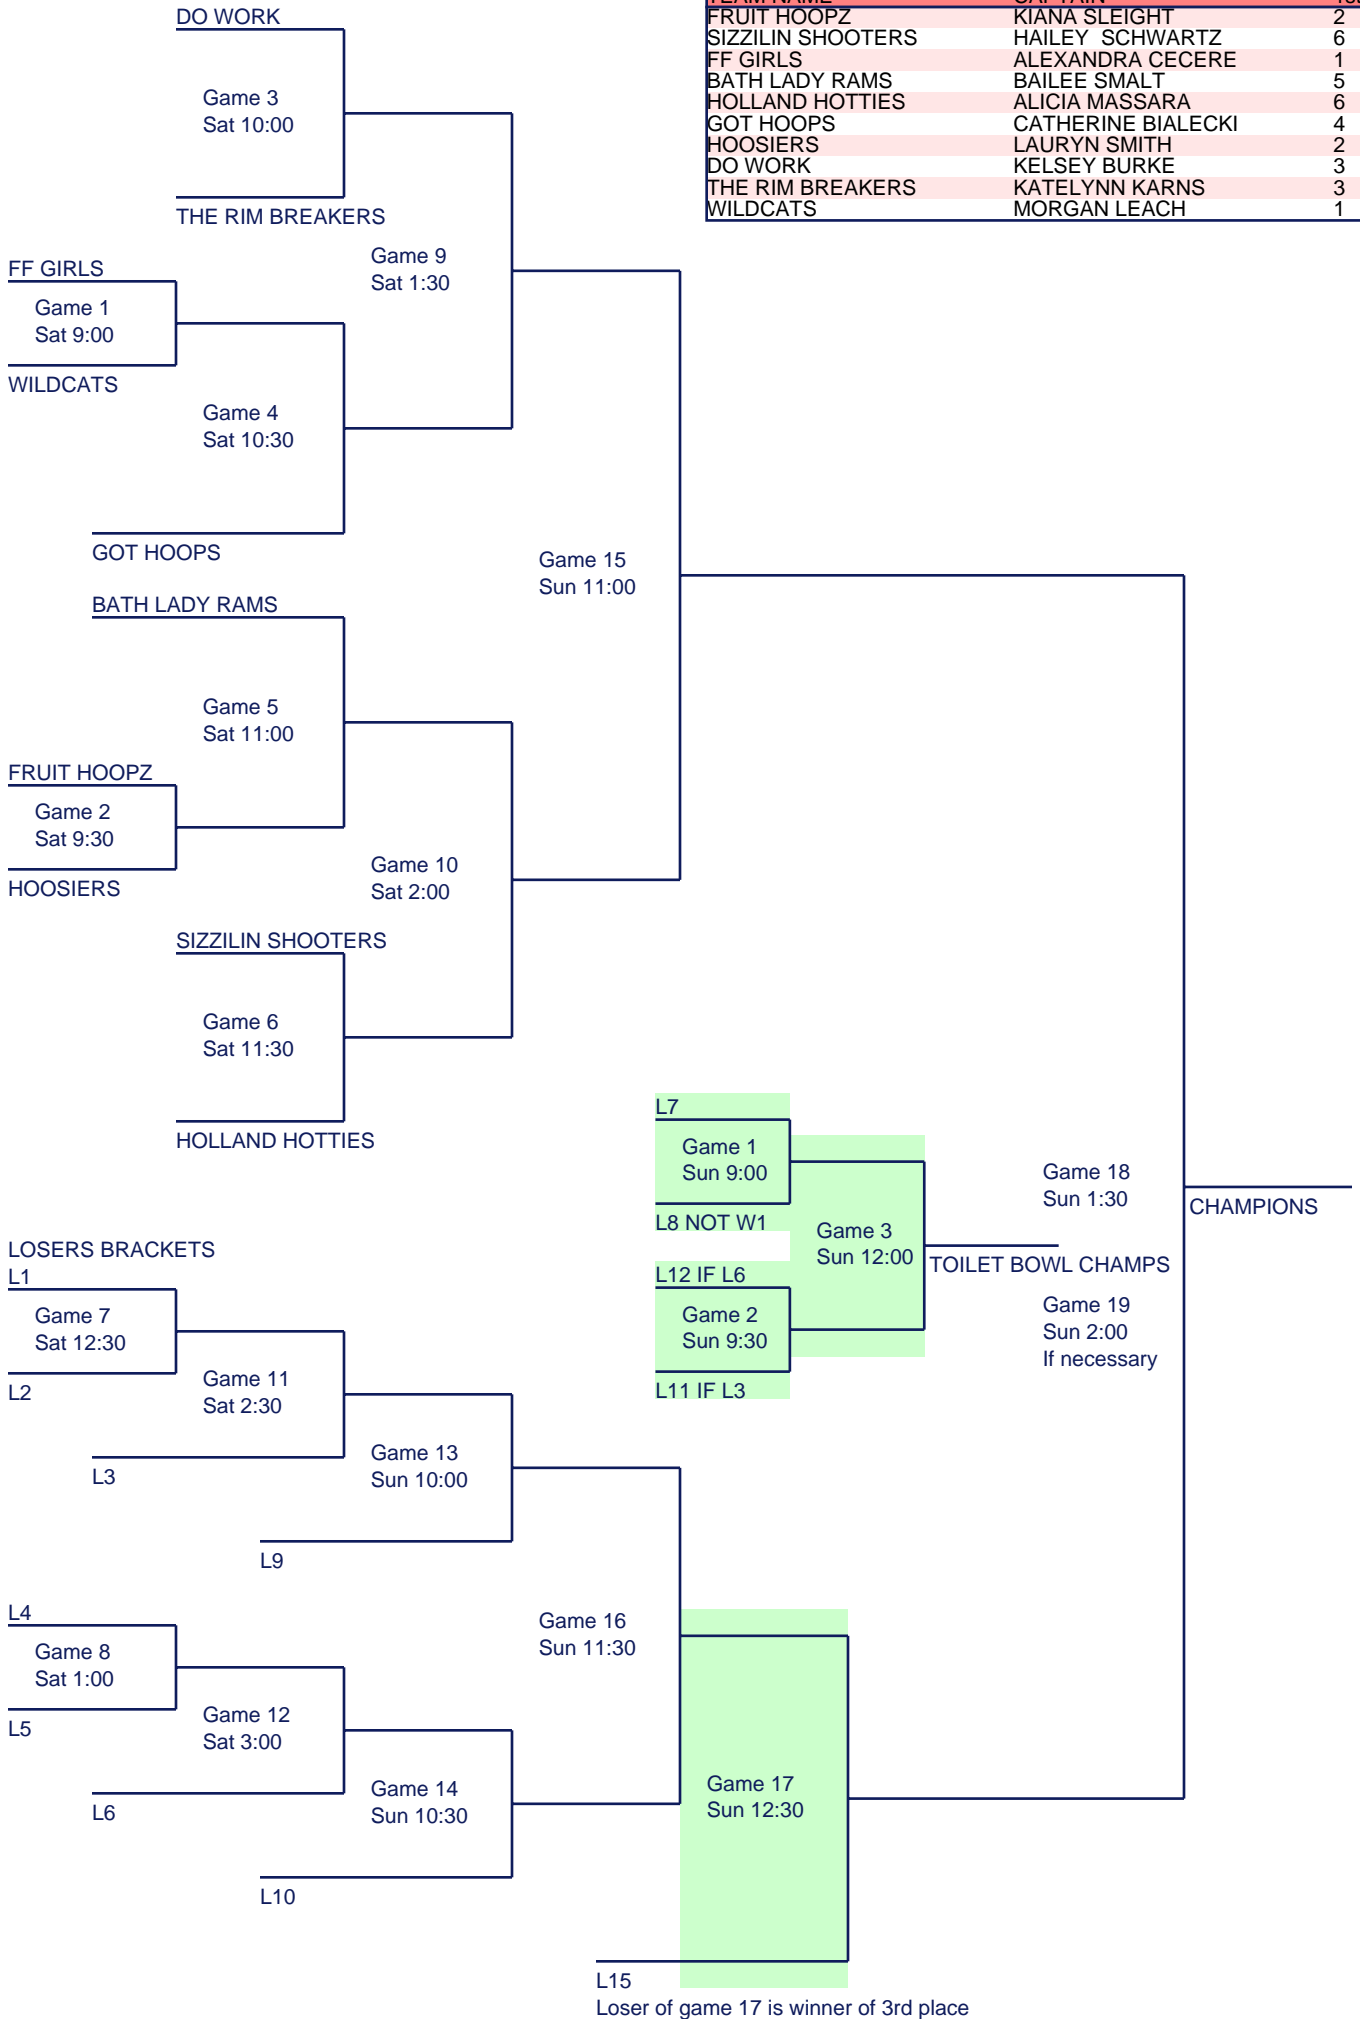 DO WORK
Game 3
Sat 10:00
THE RIM BREAKERS
TEAM NAME CAPTAIN
FRUIT HOOPZ KIANA SLEIGHT 2
SIZZILIN SHOOTERS HAILEY SCHWARTZ 6
FF GIRLS ALEXANDRA CECERE 1
BATH LADY RAMS BAILEE SMALT 5
HOLLAND HOTTIES ALICIA MASSARA 6
GOT HOOPS CATHERINE BIALECKI 4
HOOSIERS LAURYN SMITH 2
DO WORK KELSEY BURKE 3
THE RIM BREAKERS KATELYNN KARNS 3
WILDCATS MORGAN LEACH 1
Game 9
Sat 1:30
FF GIRLS
Game 1
Sat 9:00
WILDCATS
Game 4
Sat 10:30
GOT HOOPS
Game 15
Sun 11:00
BATH LADY RAMS
Game 5
Sat 11:00
FRUIT HOOPZ
Game 2
Sat 9:30
HOOSIERS
Game 10
Sat 2:00
SIZZILIN SHOOTERS
Game 6
Sat 11:30
HOLLAND HOTTIES
L7
Game 1
Sun 9:00
L8 NOT W1
Game 3
Sun 12:00
L12 IF L6
Game 2
Sun 9:30
L11 IF L3
TOILET BOWL CHAMPS
Game 18
Sun 1:30
CHAMPIONS
Game 19
Sun 2:00
If necessary
LOSERS BRACKETS
L1
Game 7
Sat 12:30
L2
Game 11
Sat 2:30
L3
Game 13
Sun 10:00
L9
L4
Game 8
Sat 1:00
L5
Game 12
Sat 3:00
L6
Game 14
Sun 10:30
L10
Game 16
Sun 11:30
Game 17
Sun 12:30
L15
Loser of game 17 is winner of 3rd place